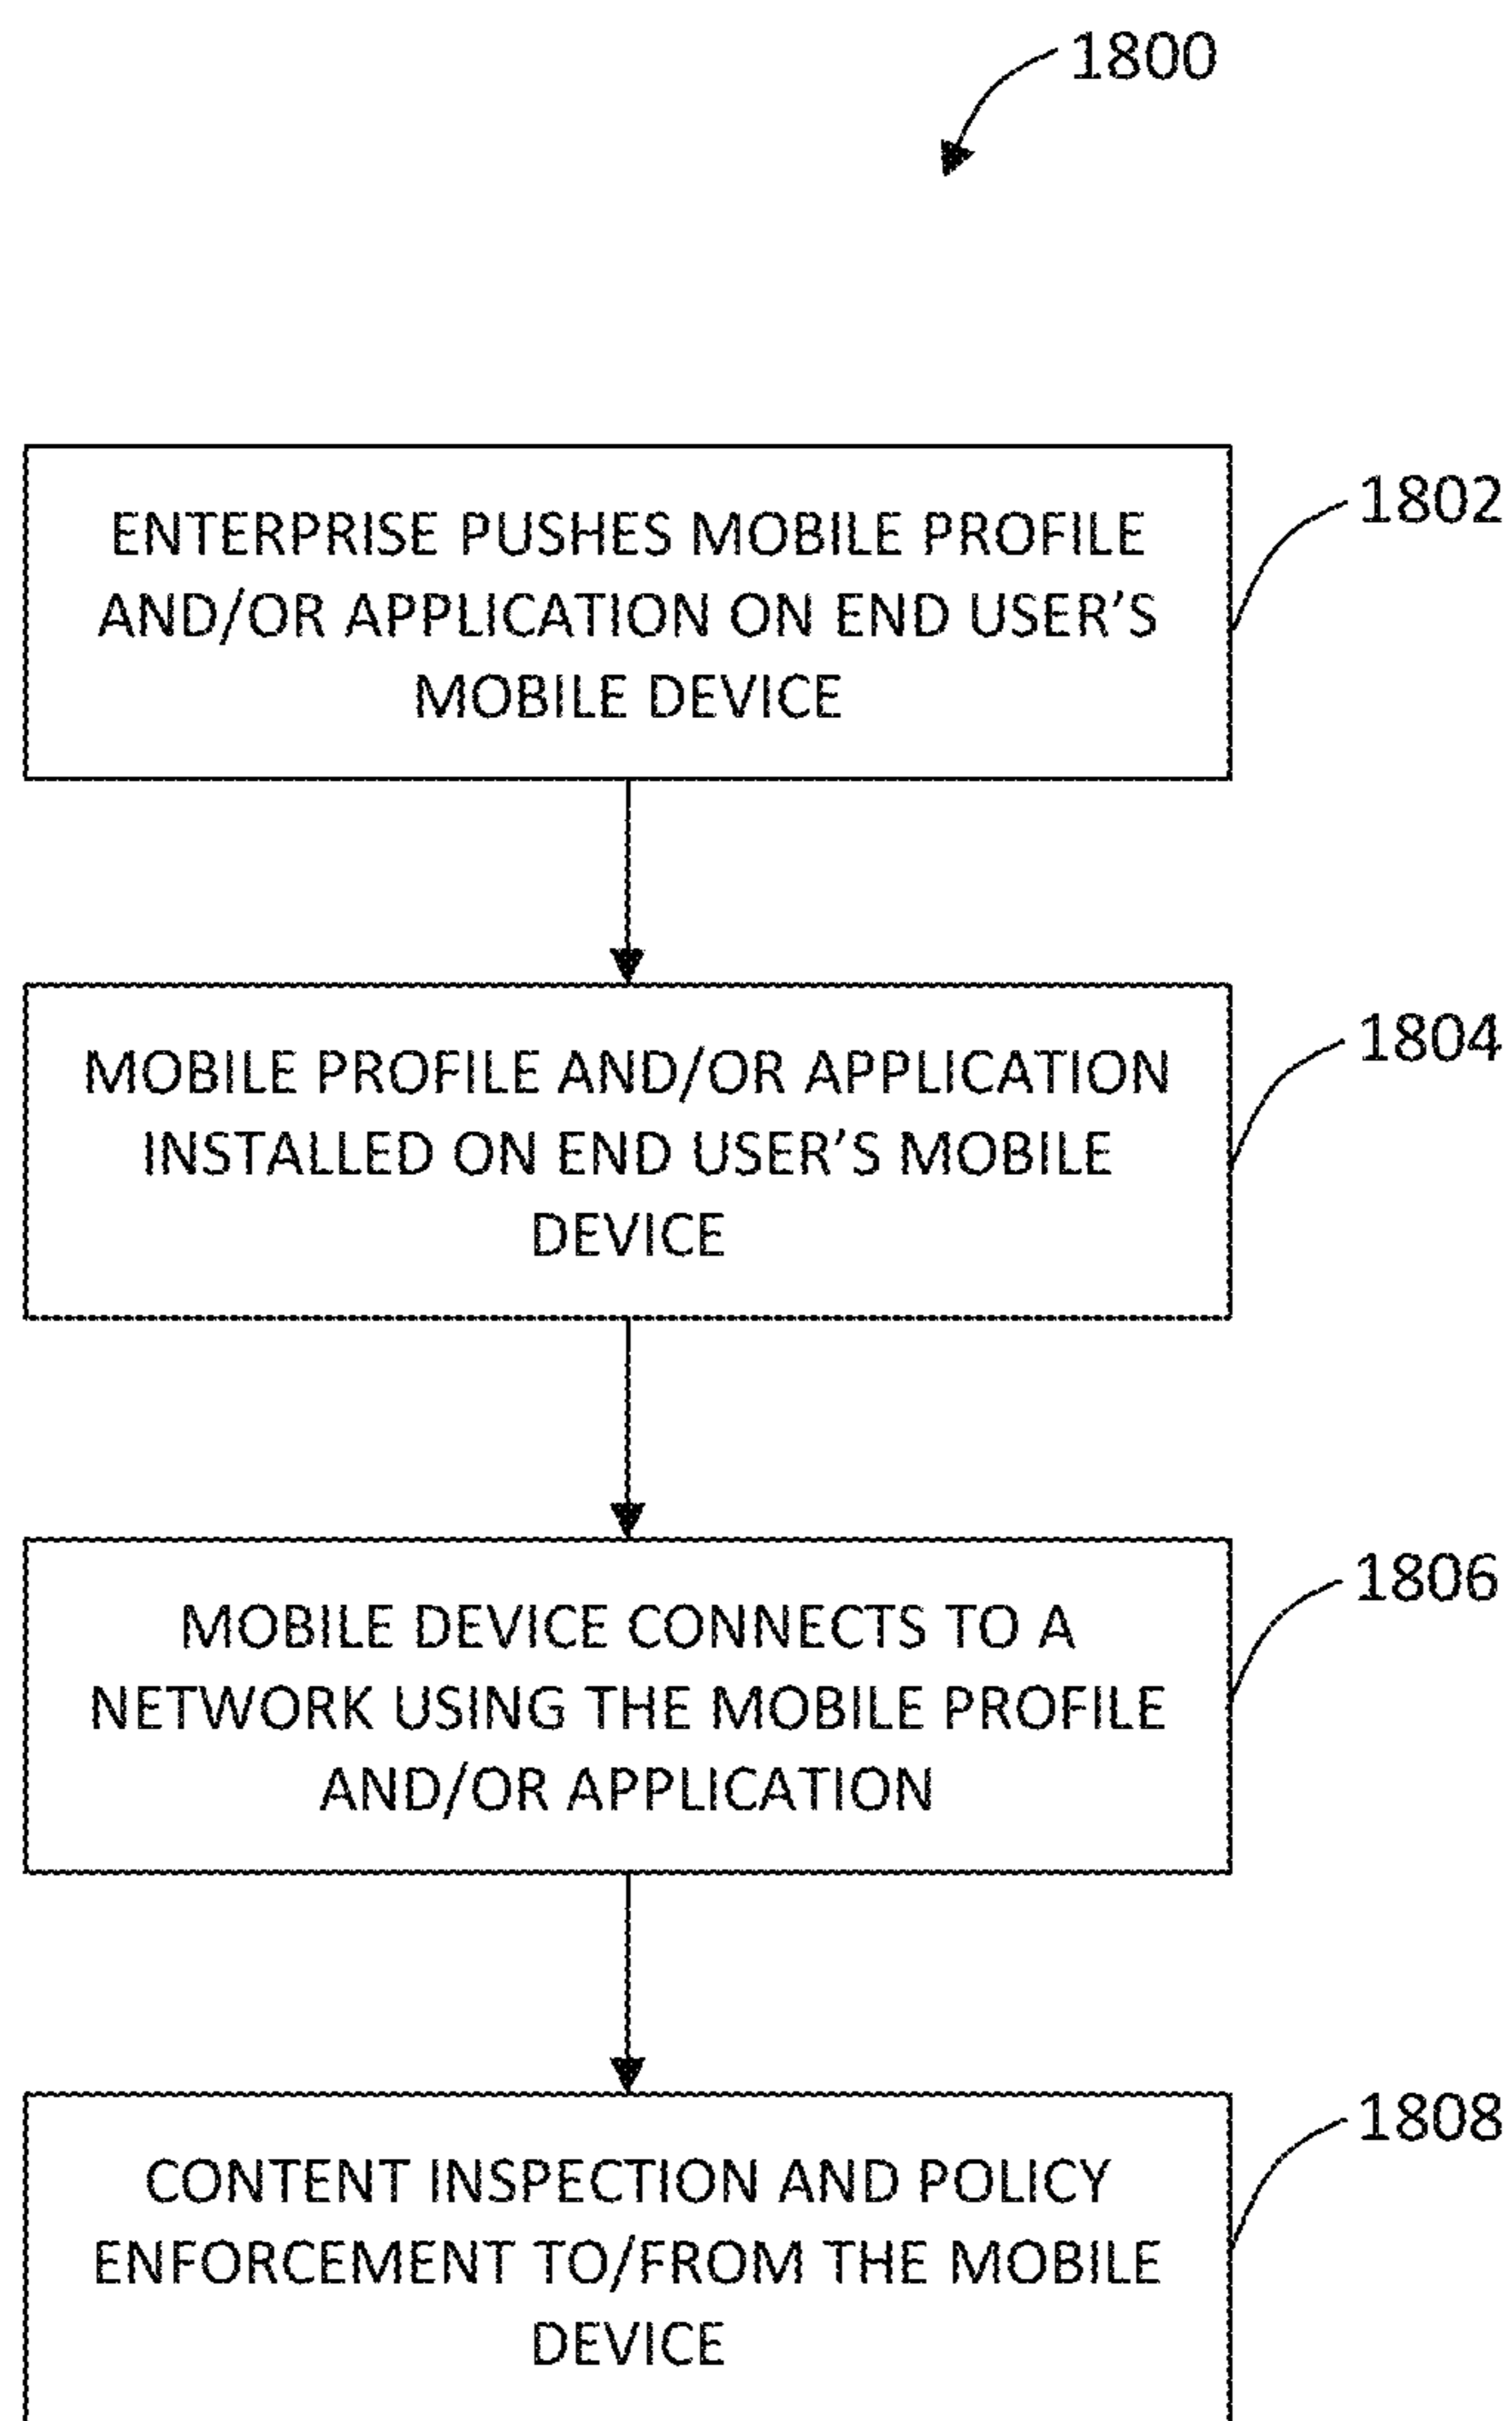 1800
ENTERPRISE PUSHES MOBILE PROFILE
AND/OR APPLICATION ON END USER'S
MOBILE DEVICE
1802
MOBILE PROFILE AND/OR APPLICATION
INSTALLED ON END USER'S MOBILE
DEVICE
1804
MOBILE DEVICE CONNECTS TO A
NETWORK USING THE MOBILE PROFILE
AND/OR APPLICATION
1806
CONTENT INSPECTION AND POLICY
ENFORCEMENT TO/FROM THE MOBILE
DEVICE
1808